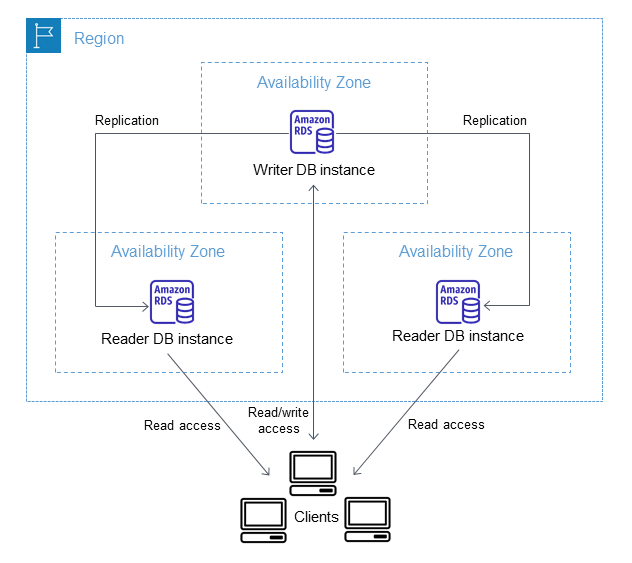 Region
Availability Zone
Replication
Amazon
RDS
Replication
Writer DB instance
Availability Zone
Availability Zone
Amazon
RDS
Amazon
RDS
Reader DB instance
Reader DB instance
Read access
Read/write
access
Read access
Clients